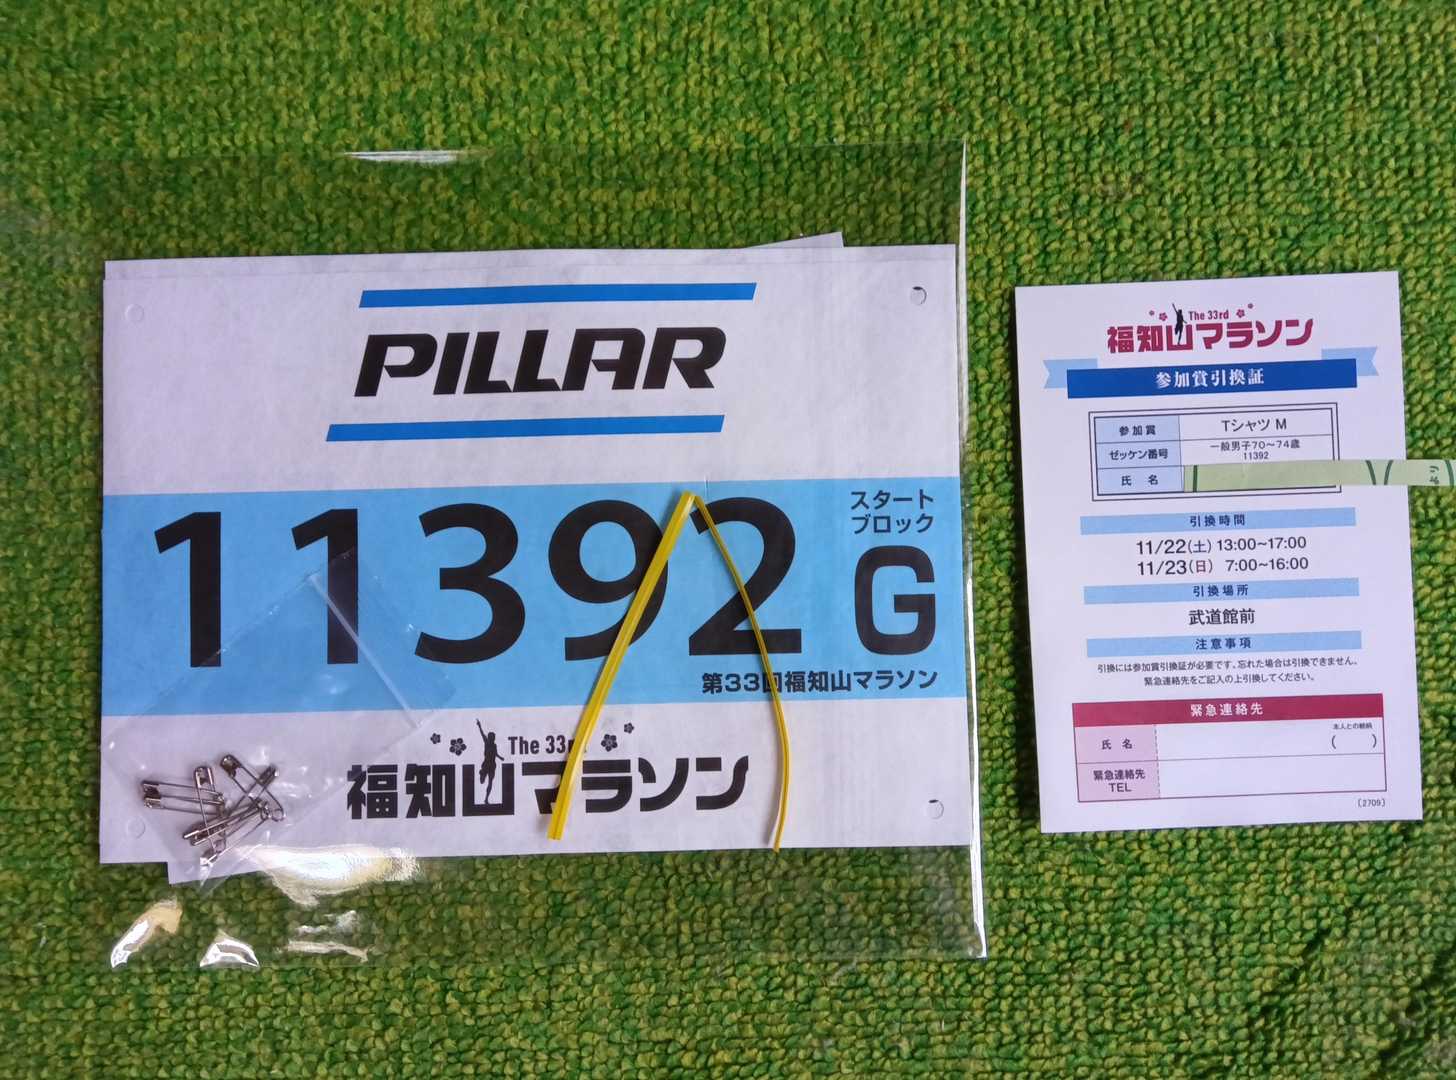 PILLAR
11392
スタート
ブロック
G
第33回福知山マラソン
The 33rd
福知山マラソン
The 33rd
福知山マラソン
参加賞引換証
参加賞 Tシャツ M
ゼッケン番号 一般男子70〜74歳
11392
氏 名
より
引換時間
11/22(土) 13:00~17:00
11/23(日) 7:00~16:00
引換場所
武道館前
注意事項
引換には参加賞引換証が必要です。忘れた場合は引換できません。
緊急連絡先をご記入の上引換してください。
緊急連絡先
本人との続柄
氏 名 ( )
緊急連絡先
TEL
(2709)